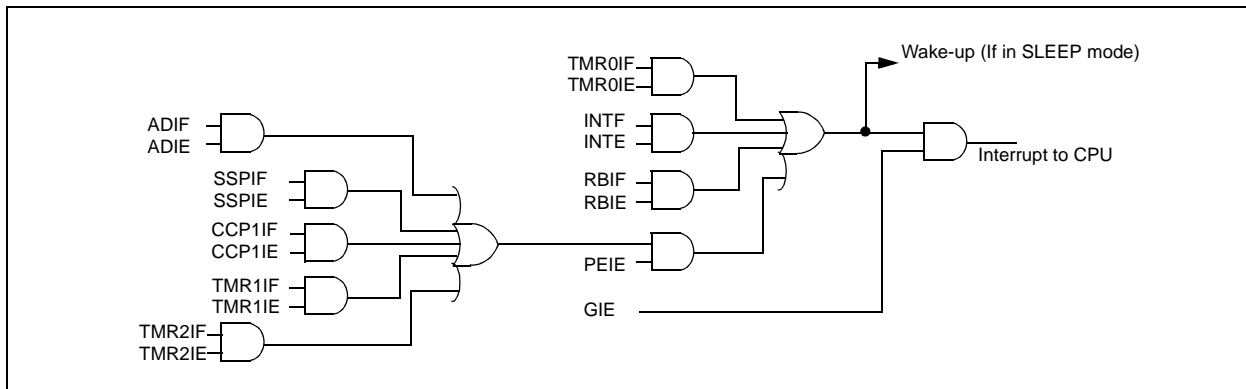 Wake-up (If in SLEEP mode)
TMR0IF
TMR0IE
INTF
INTE
ADIF
ADIE
Interrupt to CPU
SSPIF
SSPIE
RBIF
RBIE
CCP1IF
CCP1IE
PEIE
TMR1IF
TMR1IE
GIE
TMR2IF
TMR2IE